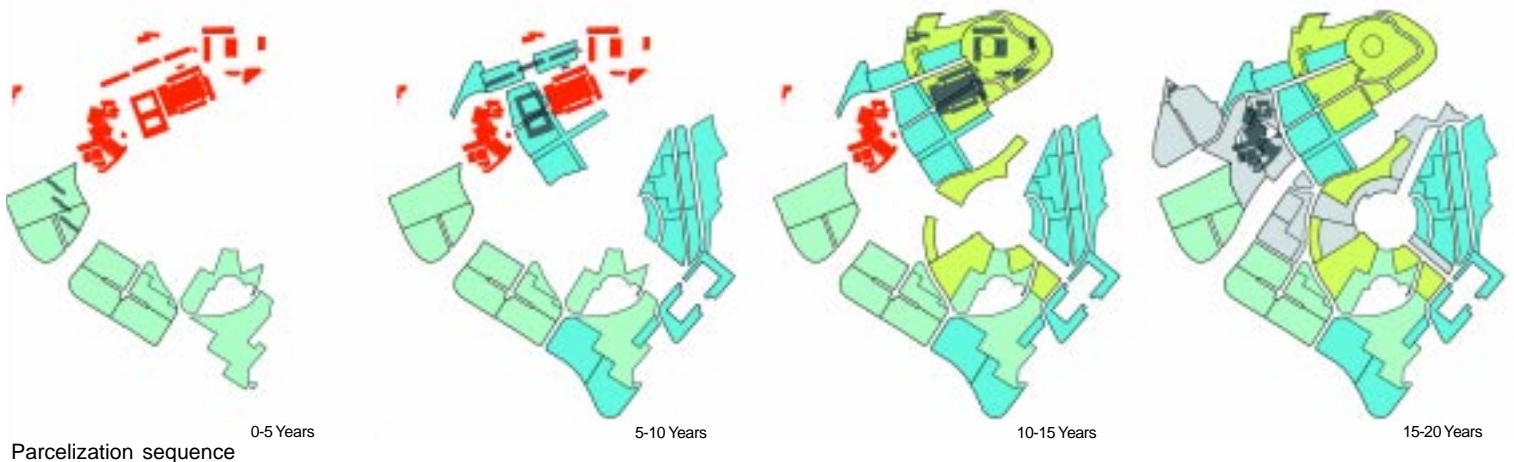 0-5 Years
5-10 Years
10-15 Years
15-20 Years
Parcelization sequence